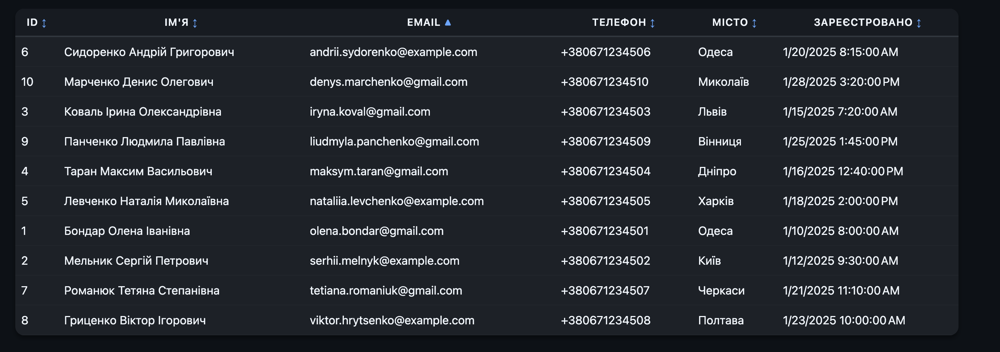 ID ↕ ІМ'Я ↕ EMAIL ▲ ТЕЛЕФОН ↕ МІСТО ↕ ЗАРЕЄСТРОВАНО ↕
6 Сидоренко Андрій Григорович andrii.sydorenko@example.com +380671234506 Одеса 1/20/2025 8:15:00 AM
10 Марченко Денис Олегович denys.marchenko@gmail.com +380671234510 Миколаїв 1/28/2025 3:20:00 PM
3 Коваль Ірина Олександрівна iryna.koval@gmail.com +380671234503 Львів 1/15/2025 7:20:00 AM
9 Панченко Людмила Павлівна liudmyla.panchenko@gmail.com +380671234509 Вінниця 1/25/2025 1:45:00 PM
4 Таран Максим Васильович maksym.taran@gmail.com +380671234504 Дніпро 1/16/2025 12:40:00 PM
5 Левченко Наталія Миколаївна nataliia.levchenko@example.com +380671234505 Харків 1/18/2025 2:00:00 PM
1 Бондар Олена Іванівна olena.bondar@gmail.com +380671234501 Одеса 1/10/2025 8:00:00 AM
2 Мельник Сергій Петрович serhii.melnyk@example.com +380671234502 Київ 1/12/2025 9:30:00 AM
7 Романюк Тетяна Степанівна tetiana.romaniuk@gmail.com +380671234507 Черкаси 1/21/2025 11:10:00 AM
8 Гриценко Віктор Ігорович viktor.hrytsenko@example.com +380671234508 Полтава 1/23/2025 10:00:00 AM